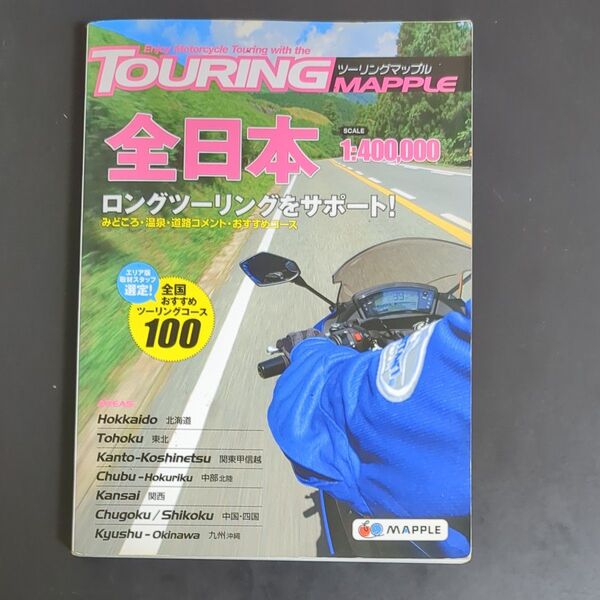 Enjoy Motorcycle Touring with the
TOURING
ツーリングマップル
MAPPLE
全日本
SCALE
1:400,000
ロングツーリングをサポート!
みどころ・温泉・道路コメント・おすすめコース
エリア版
取材スタッフ
選定!
全国
おすすめ
ツーリングコース
100
AREAS
Hokkaido 北海道
Tohoku 東北
Kanto-Koshinetsu 関東甲信越
Chubu-Hokuriku 中部北陸
Kansai 関西
Chugoku/Shikoku 中国・四国
Kyushu-Okinawa 九州沖縄
MAPPLE